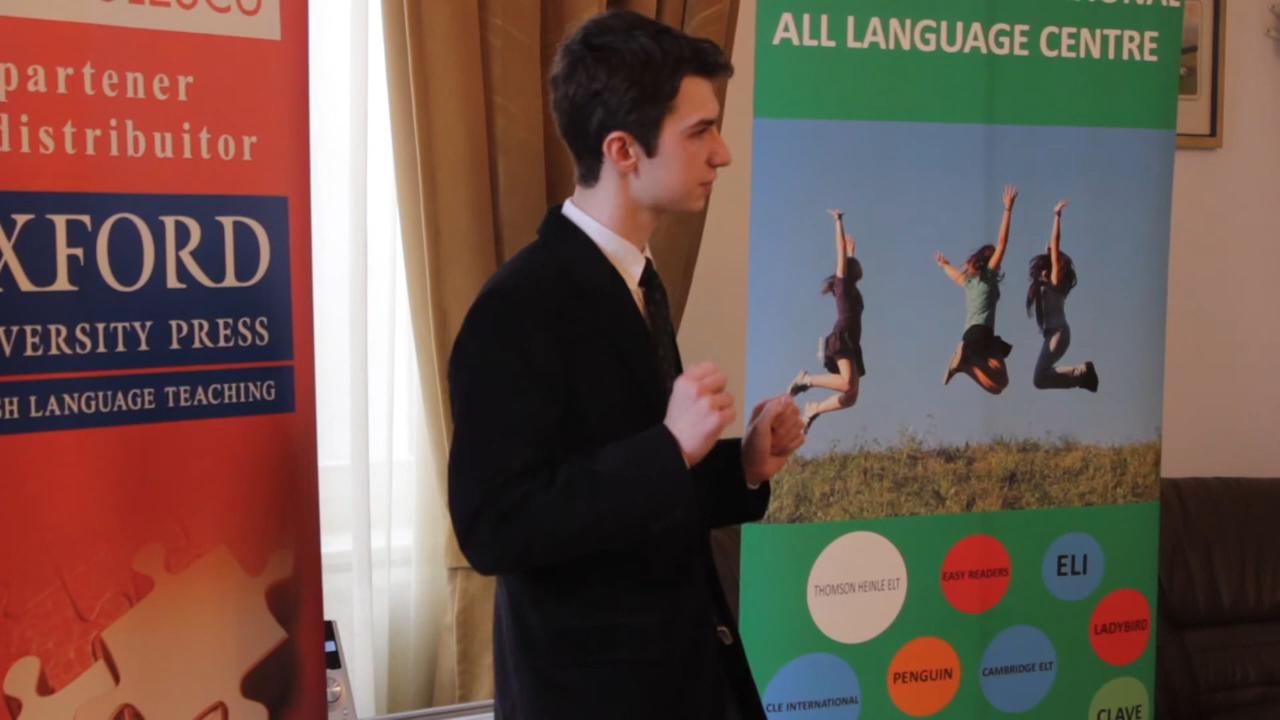 partener
distribuitor
XFORD
VERSITY PRESS
H LANGUAGE TEACHING
ALL LANGUAGE CENTRE
THOMSON HEINLE ELT
EASY READERS
ELI
LADYBIRD
PENGUIN
CAMBRIDGE ELT
CLE INTERNATIONAL
CLAVE